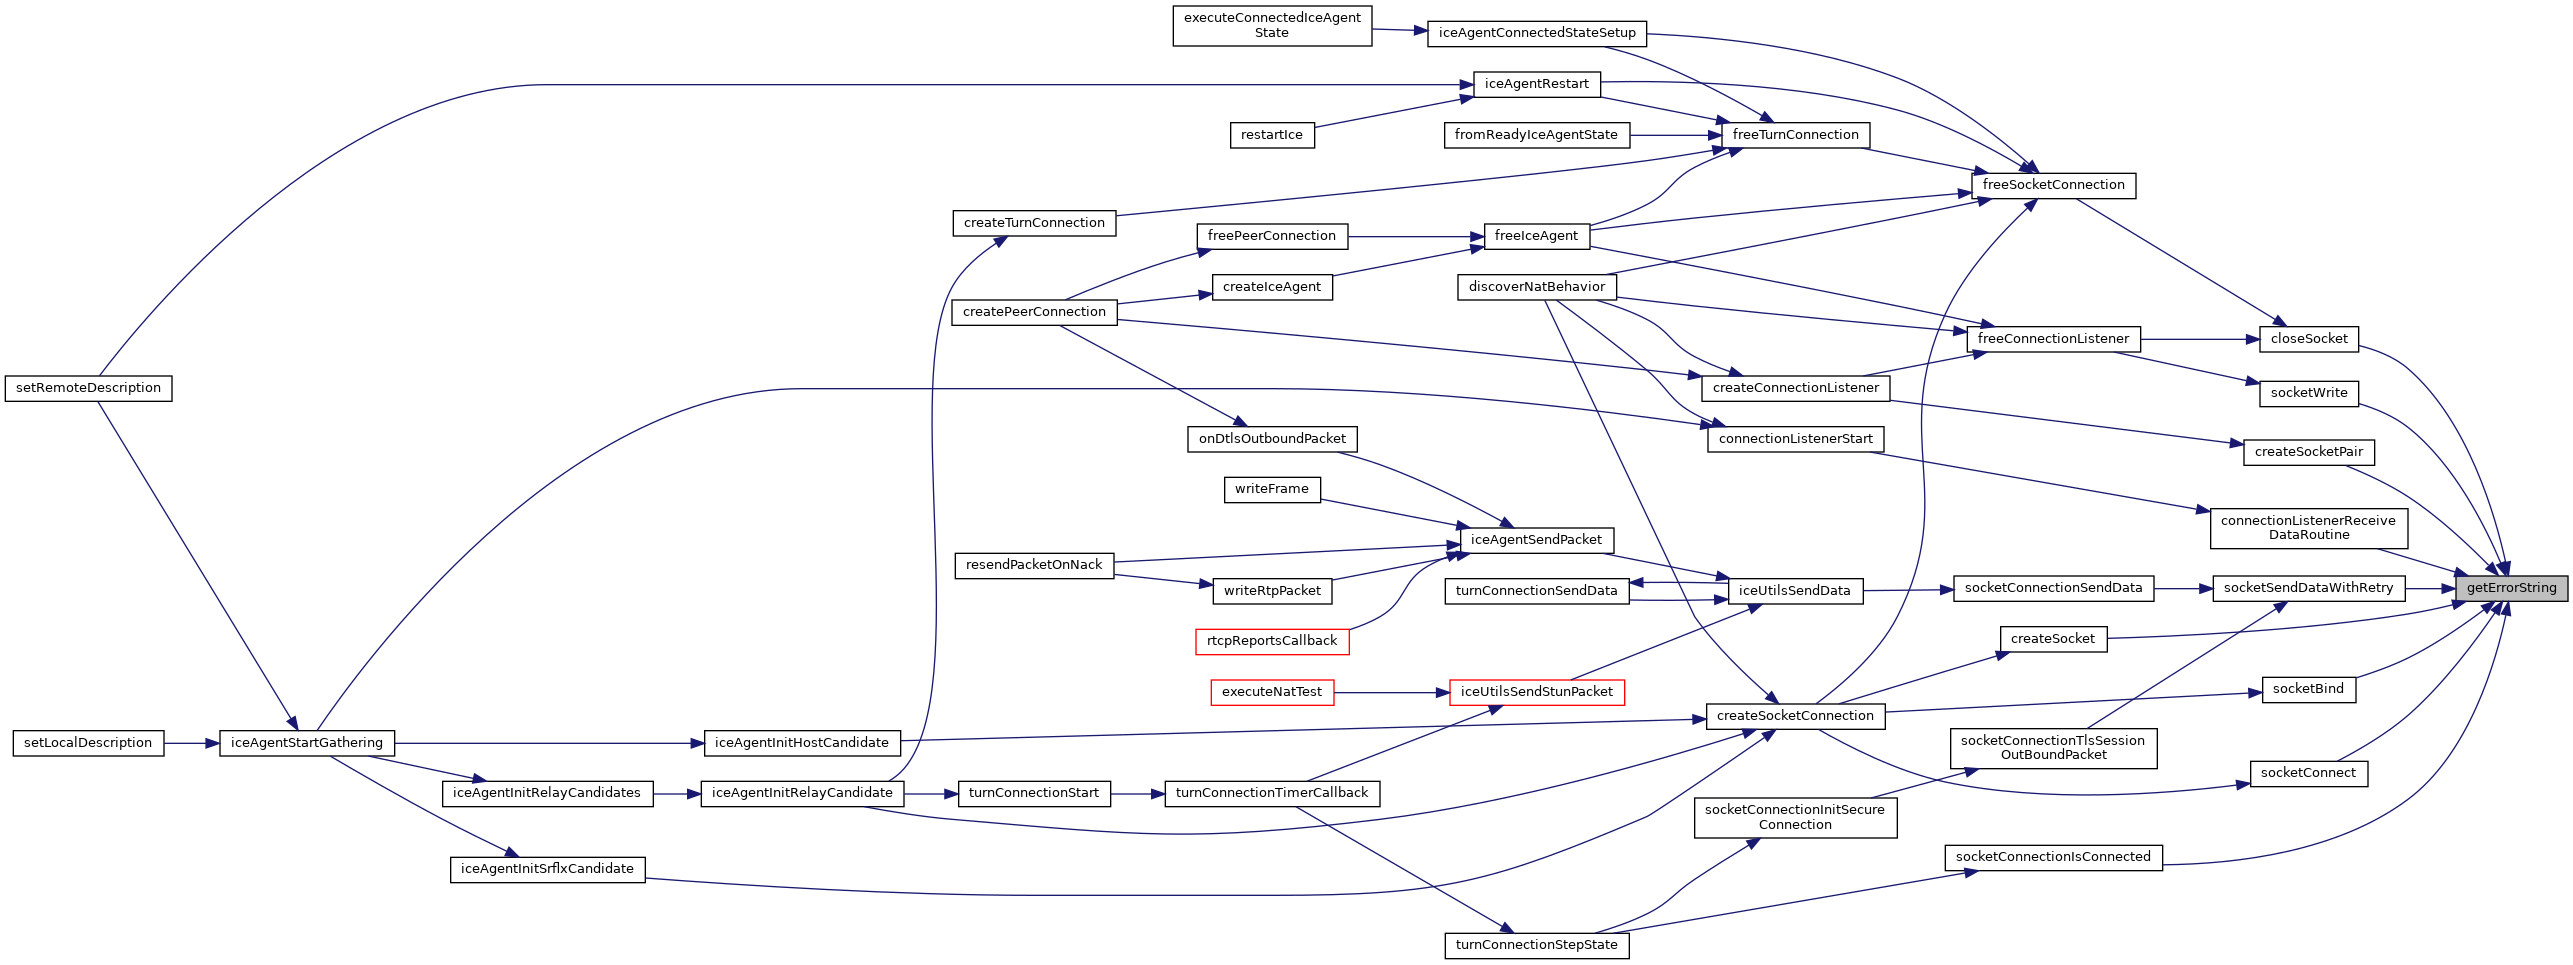 executeConnectedIceAgent
State
iceAgentConnectedStateSetup
iceAgentRestart
restartIce
fromReadyIceAgentState
freeTurnConnection
freeSocketConnection
createTurnConnection
freePeerConnection
freeIceAgent
createIceAgent
discoverNatBehavior
createPeerConnection
freeConnectionListener
closeSocket
setRemoteDescription
createConnectionListener
socketWrite
onDtlsOutboundPacket
connectionListenerStart
createSocketPair
writeFrame
connectionListenerReceive
DataRoutine
iceAgentSendPacket
resendPacketOnNack
writeRtpPacket
turnConnectionSendData
iceUtilsSendData
socketConnectionSendData
socketSendDataWithRetry
getErrorString
rtcpReportsCallback
createSocket
executeNatTest
iceUtilsSendStunPacket
socketBind
createSocketConnection
setLocalDescription
iceAgentStartGathering
iceAgentInitHostCandidate
socketConnectionTlsSession
OutBoundPacket
socketConnect
iceAgentInitRelayCandidates
iceAgentInitRelayCandidate
turnConnectionStart
turnConnectionTimerCallback
socketConnectionInitSecure
Connection
iceAgentInitSrflxCandidate
socketConnectionIsConnected
turnConnectionStepState